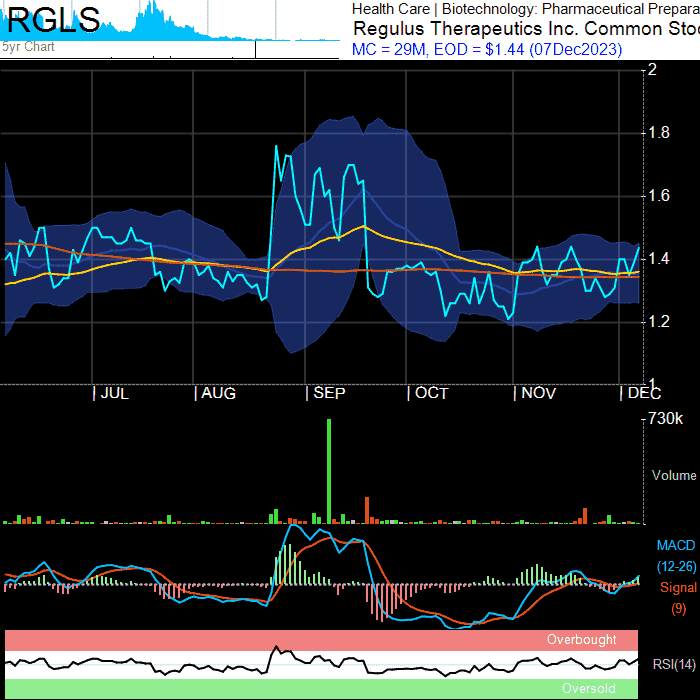 RGLS
5yr Chart
Health Care | Biotechnology: Pharmaceutical Prepara
Regulus Therapeutics Inc. Common Stoc
MC = 29M, EOD = $1.44 (07Dec2023)
2
1.8
1.6
1.4
1.2
1
JUL AUG SEP OCT NOV DEC
730k
Volume
MACD
(12-26)
Signal
(9)
Overbought
RSI(14)
Oversold